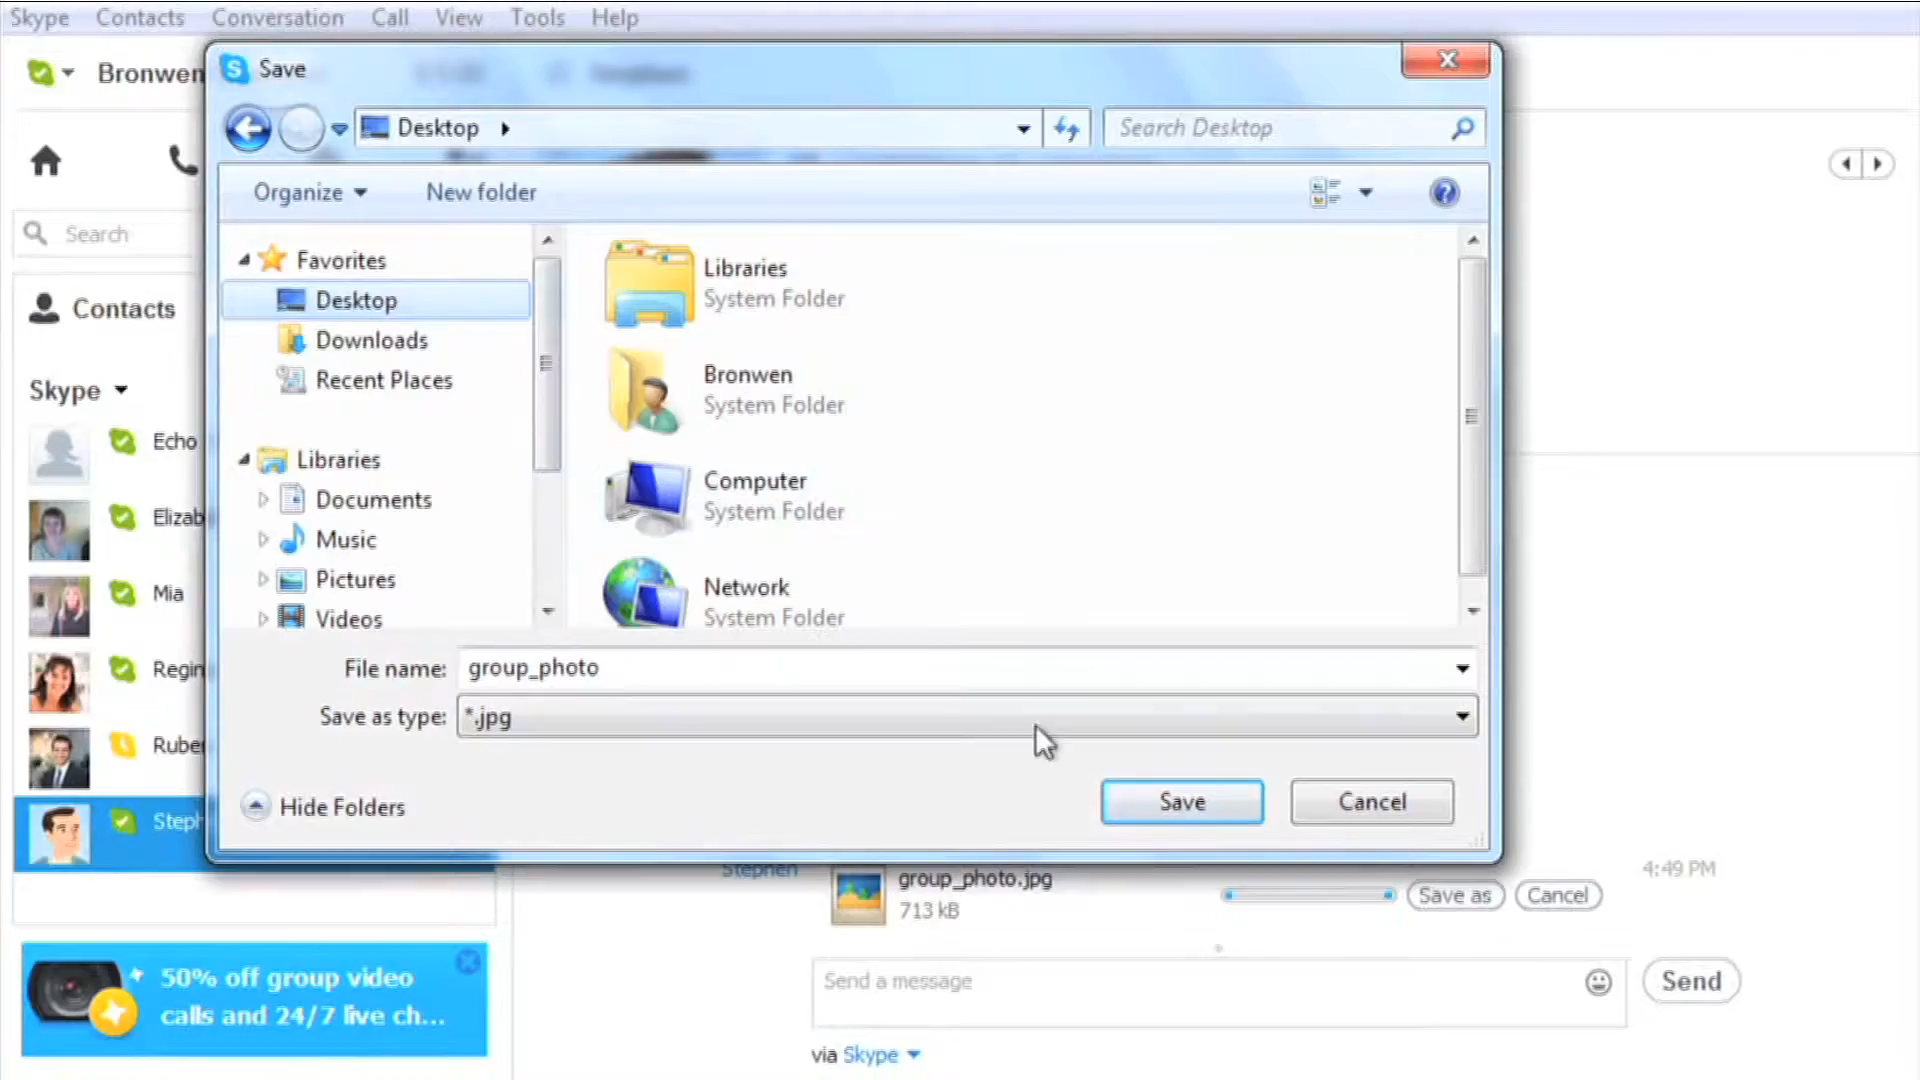 Skype Contacts Conversation Call View Tools Help
Bronwen
Save
Desktop
Search Desktop
Organize
New folder
Search
Contacts
Skype
Echo
Elizab
Mia
Regin
Rube
Steph
Favorites
Desktop
Downloads
Recent Places
Libraries
Documents
Music
Pictures
Videos
Libraries
System Folder
Bronwen
System Folder
Computer
System Folder
Network
System Folder
File name: group_photo
Save as type: *.jpg
Hide Folders
Save
Cancel
Stephen
group_photo.jpg
713 kB
Save as
Cancel
4:49 PM
50% off group video
calls and 24/7 live ch...
Send a message
Send
via Skype